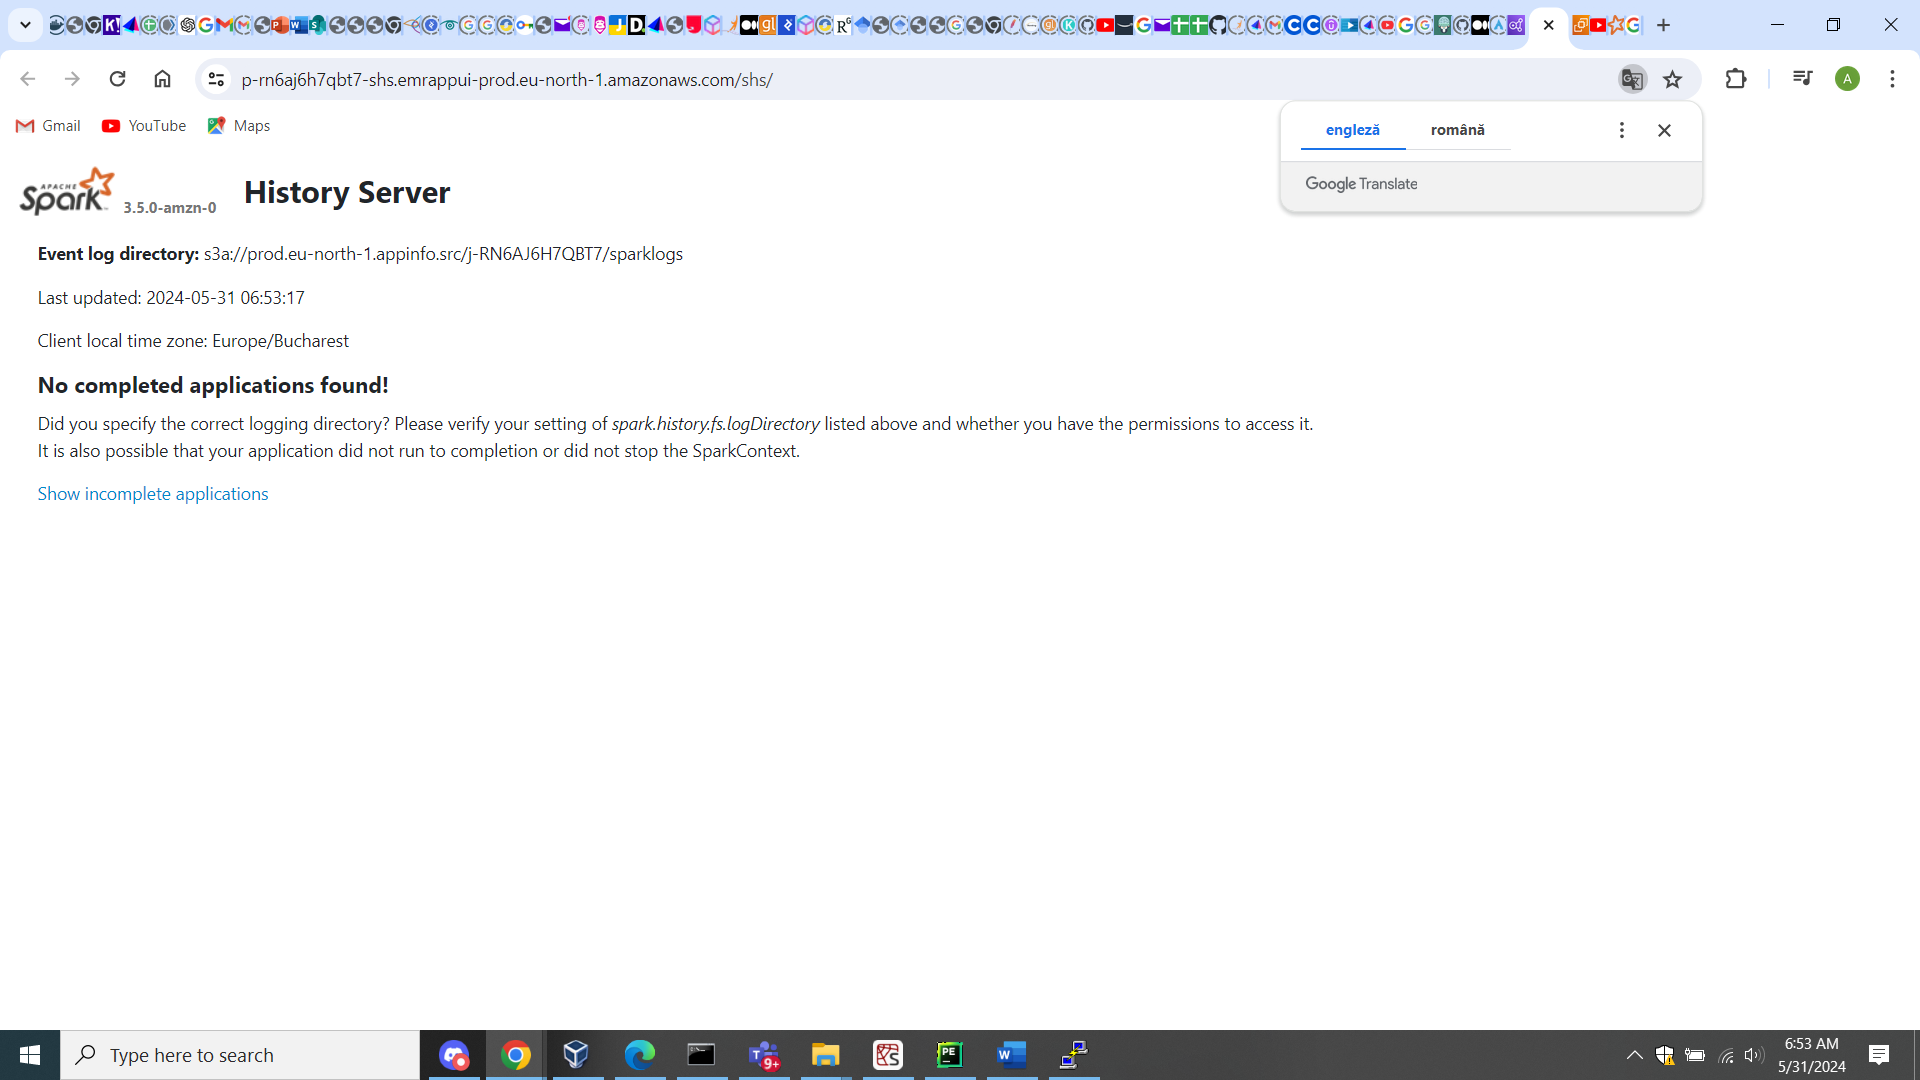 p-rn6aj6h7qbt7-shs.emrappui-prod.eu-north-1.amazonaws.com/shs/
A
Gmail
YouTube
Maps
engleză
română
Google Translate
APACHE
Spark
3.5.0-amzn-0
History Server
Event log directory: s3a://prod.eu-north-1.appinfo.src/j-RN6AJ6H7QBT7/sparklogs
Last updated: 2024-05-31 06:53:17
Client local time zone: Europe/Bucharest
No completed applications found!
Did you specify the correct logging directory? Please verify your setting of spark.history.fs.logDirectory listed above and whether you have the permissions to access it.
It is also possible that your application did not run to completion or did not stop the SparkContext.
Show incomplete applications
Type here to search
9+
6:53 AM
5/31/2024